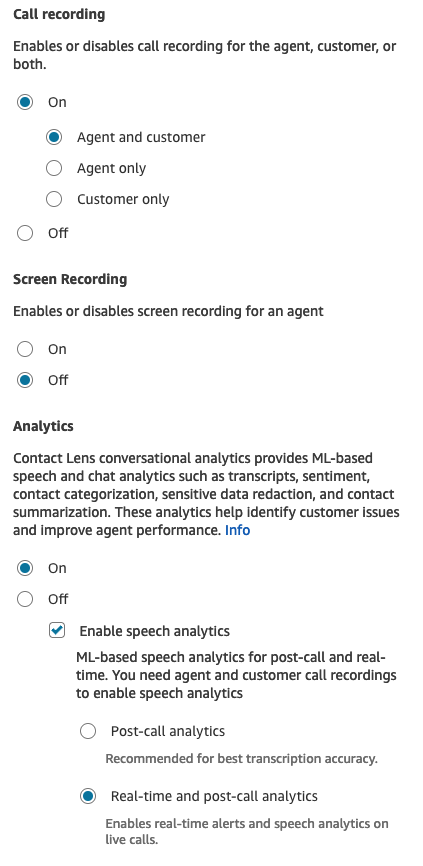 Call recording
Enables or disables call recording for the agent, customer, or
both.
On
Agent and customer
Agent only
Customer only
Off
Screen Recording
Enables or disables screen recording for an agent
On
Off
Analytics
Contact Lens conversational analytics provides ML-based
speech and chat analytics such as transcripts, sentiment,
contact categorization, sensitive data redaction, and contact
summarization. These analytics help identify customer issues
and improve agent performance. Info
On
Off
Enable speech analytics
ML-based speech analytics for post-call and real-
time. You need agent and customer call recordings
to enable speech analytics
Post-call analytics
Recommended for best transcription accuracy.
Real-time and post-call analytics
Enables real-time alerts and speech analytics on
live calls.